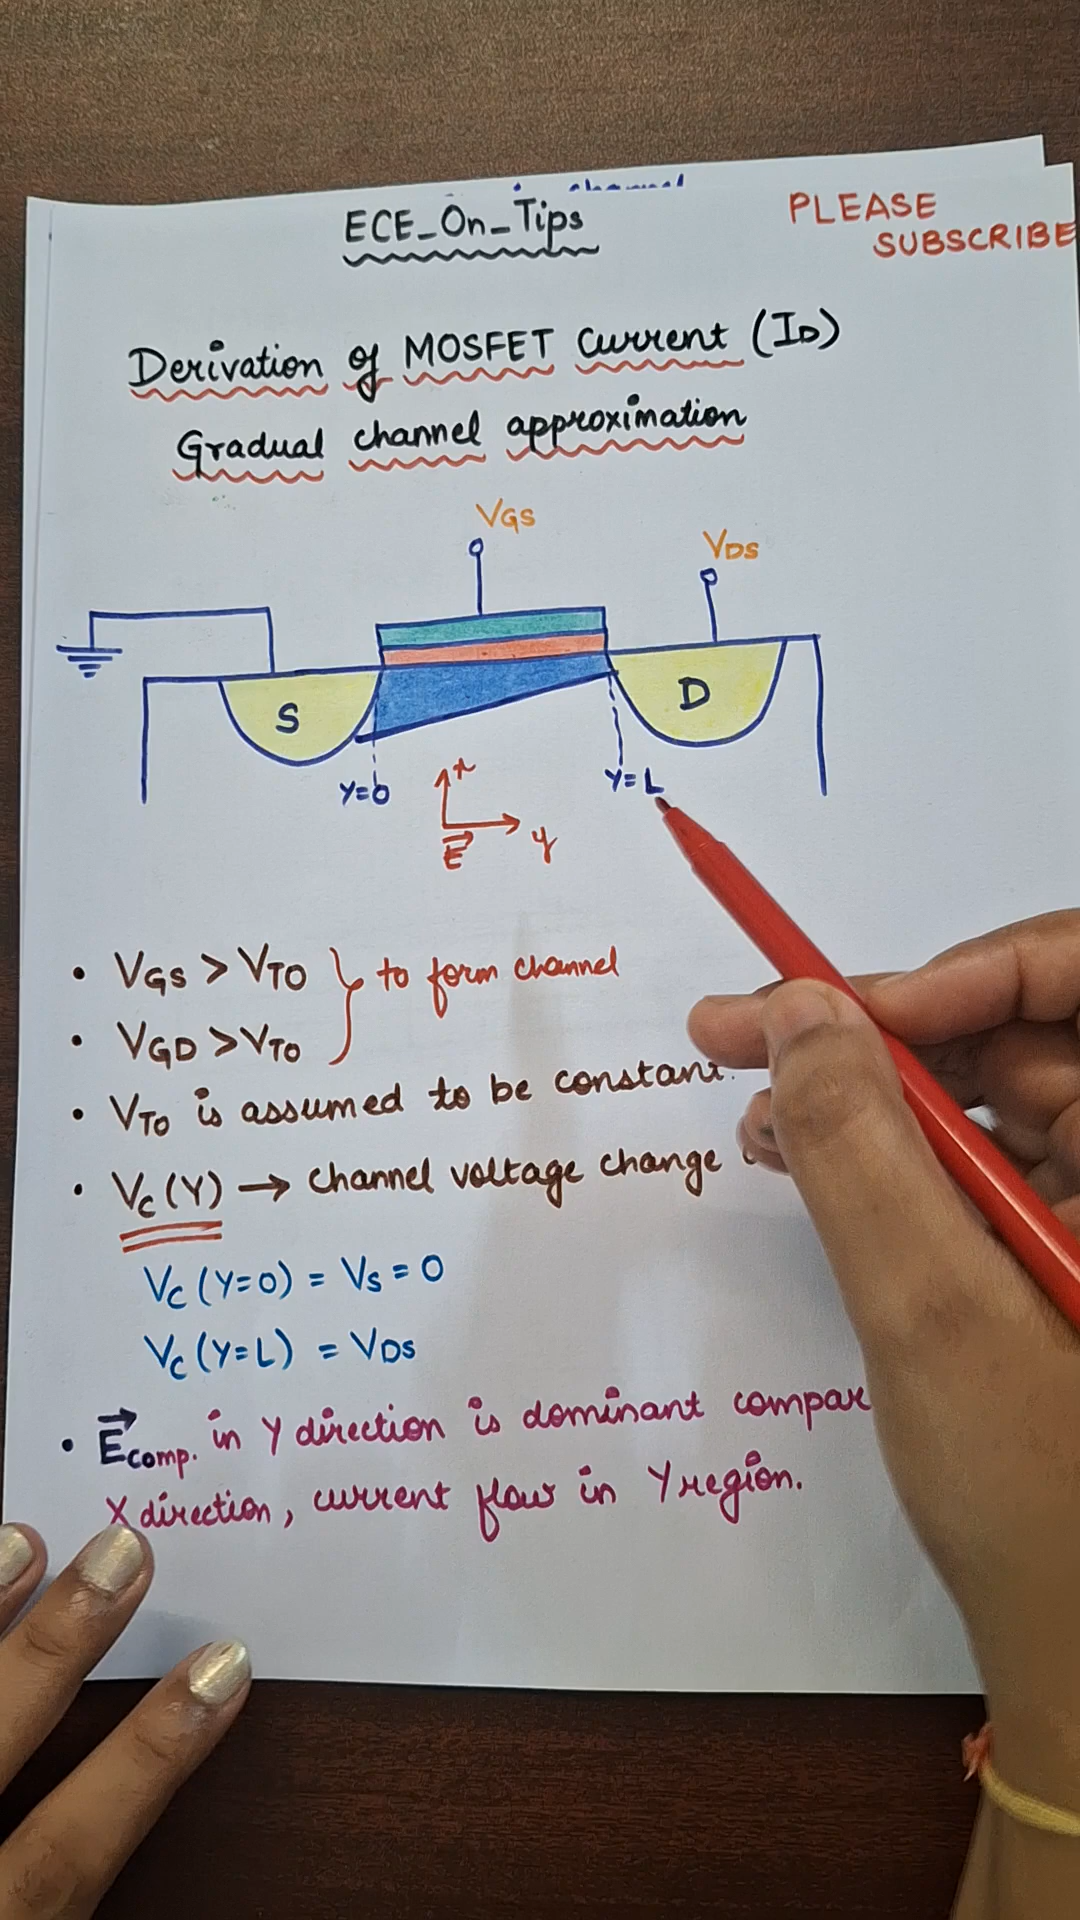 ECE_On_Tips
PLEASE
SUBSCRIBE
Derivation of MOSFET Current (ID)
Gradual channel approximation
VGS
VDS
S
D
Y=0
x
y
E
Y=L
• VGS > VTO } to form channel
• VGD > VTO
• VTO is assumed to be constant.
• Vc(Y) → Channel voltage change
Vc (Y=0) = Vs = 0
Vc (Y=L) = VDS
• Ecomp. in Y direction is dominant
X direction, current flow in Y region.